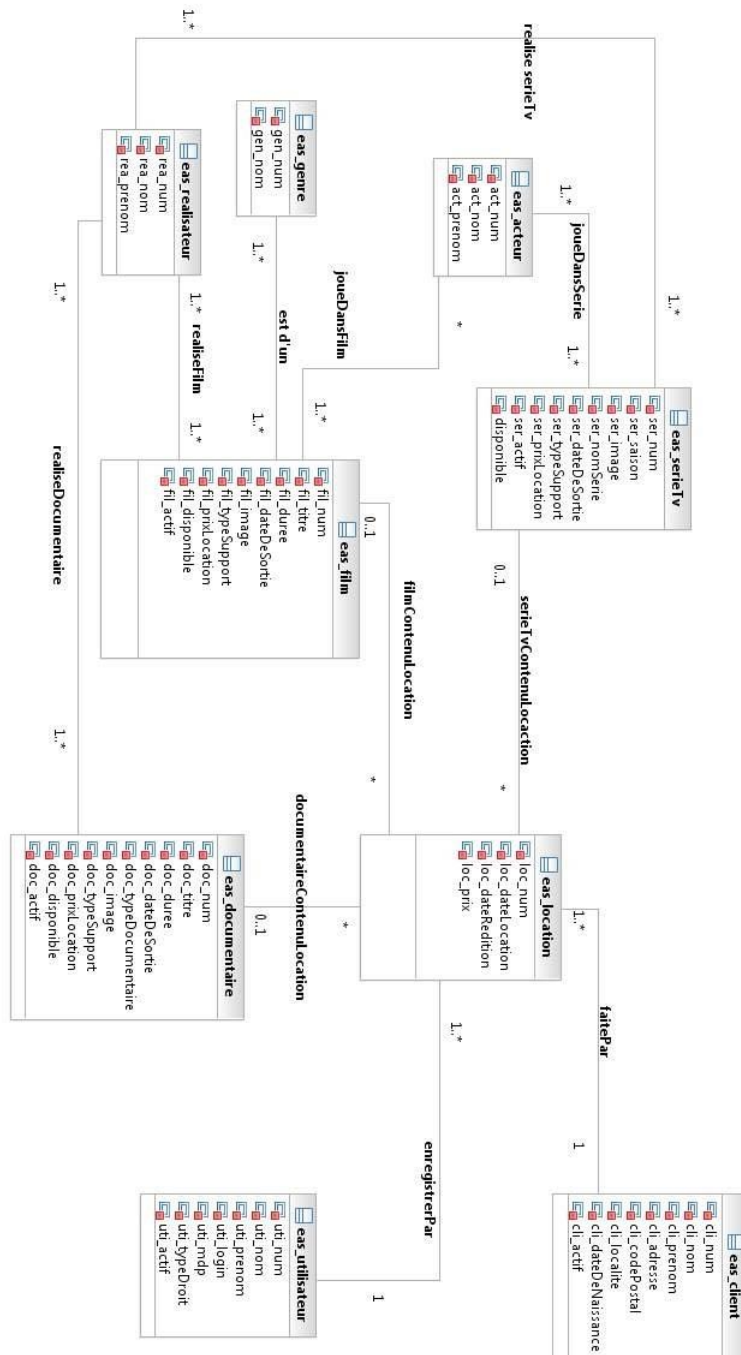 eas_client
cli_num
cli_nom
cli_prenom
cli_adresse
cli_codePostal
cli_localite
cli_dateDeNaissance
cli_actif
1..*
faitePar
1
eas_serieTv
ser_num
ser_saison
ser_image
ser_nomSerie
ser_dateDeSortie
ser_typeSupport
ser_prixLocation
ser_actif
disponible
0..1
serieTvContenuLocaction
*
eas_location
loc_num
loc_dateLocation
loc_dateRedition
loc_prix
1..*
enregistrerPar
1
eas_acteur
act_num
act_nom
act_prenom
1..*
joueDansSerie
1..*
*
joueDansFilm
1..*
realise serieTv
1..*
1..*
eas_film
fil_num
fil_titre
fil_duree
fil_dateDeSortie
fil_image
fil_typeSupport
fil_prixLocation
fil_disponible
fil_actif
0..1
filmContenuLocation
*
eas_genre
gen_num
gen_nom
1..*
est d'un
1..*
eas_utilisateur
uti_num
uti_nom
uti_prenom
uti_login
uti_mdp
uti_typeDroit
uti_actif
eas_realisateur
rea_num
rea_nom
rea_prenom
1..*
realiseFilm
1..*
*
documentaireContenuLocation
0..1
eas_documentaire
doc_num
doc_titre
doc_duree
doc_dateDeSortie
doc_typeDocumentaire
doc_image
doc_typeSupport
doc_prixLocation
doc_disponible
doc_actif
1..*
realiseDocumentaire
1..*